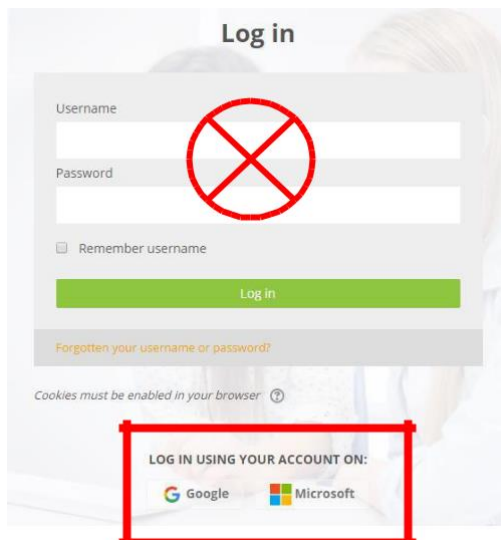 Log in
Username
Password
Remember username
Log in
Forgotten your username or password?
Cookies must be enabled in your browser
LOG IN USING YOUR ACCOUNT ON:
Google Microsoft